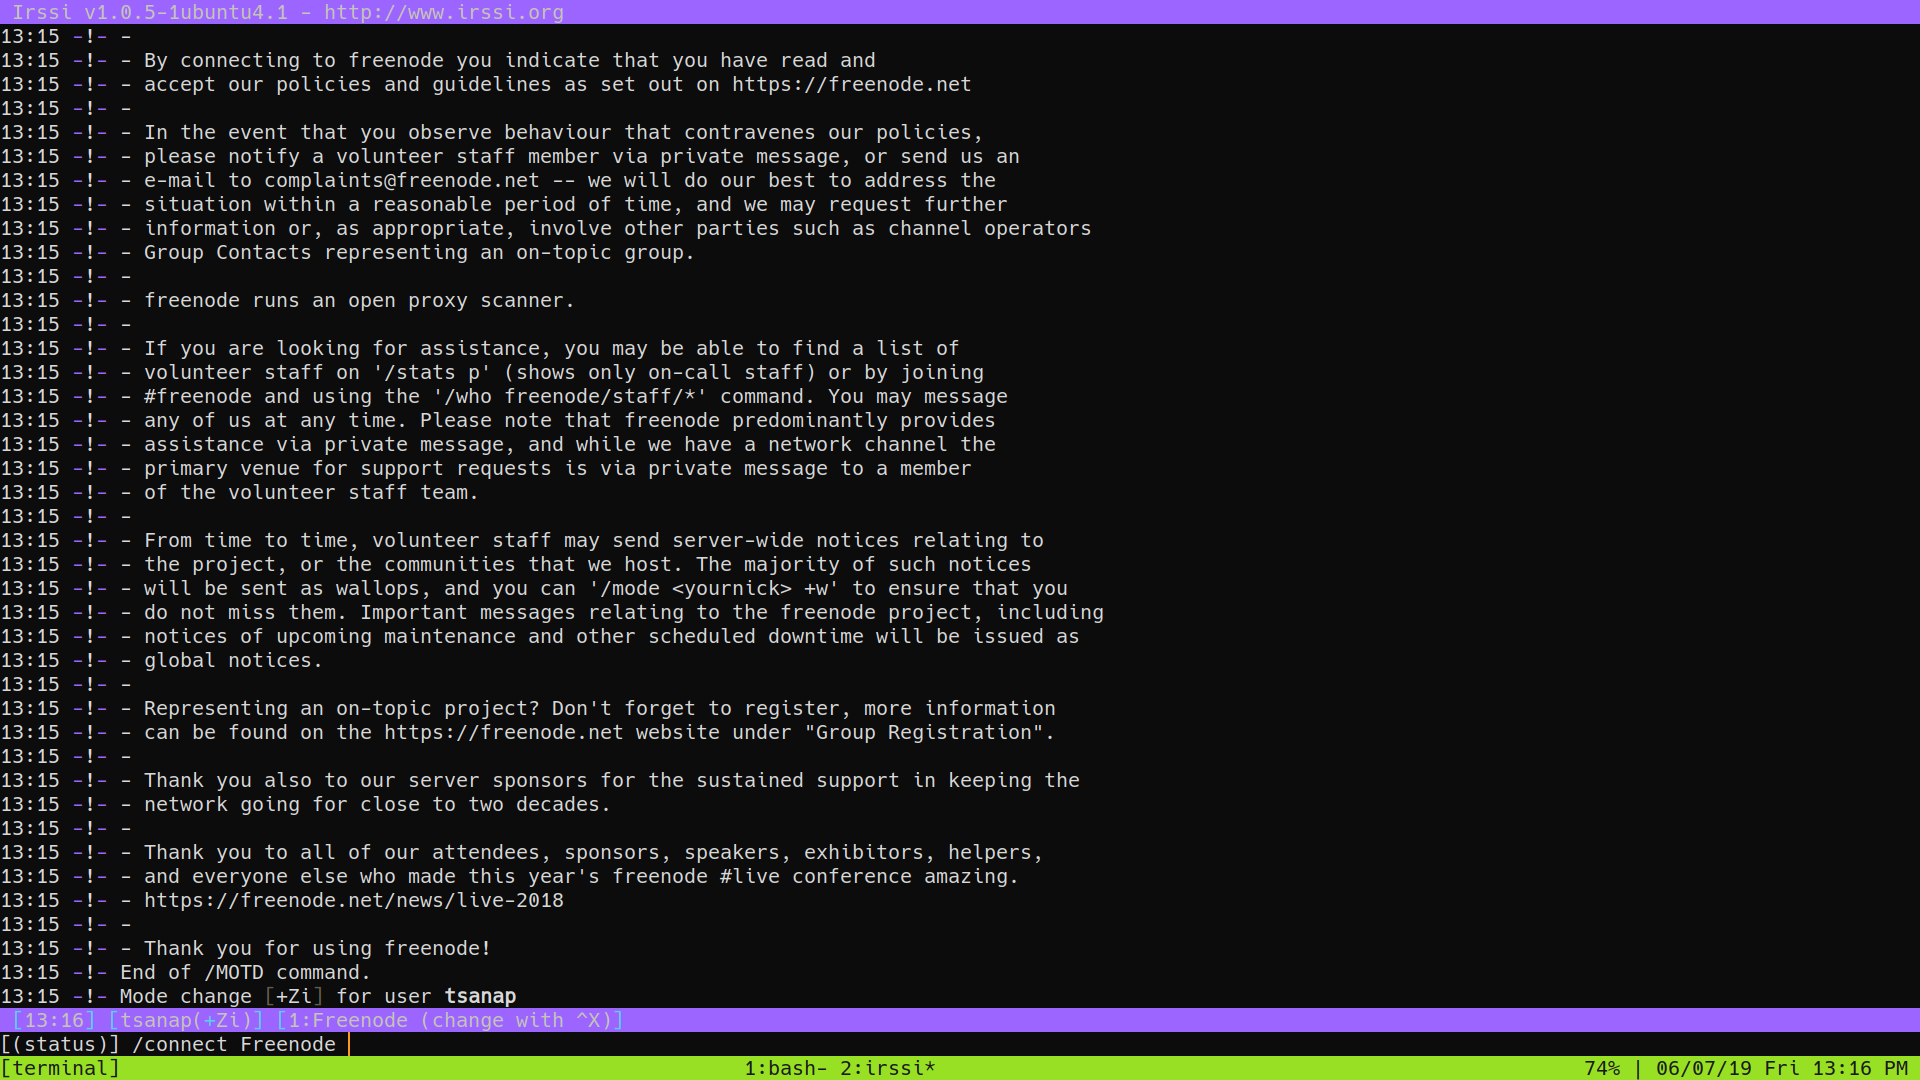 Irssi v1.0.5-1ubuntu4.1 - http://www.irssi.org
13:15 -!- -
13:15 -!- - By connecting to freenode you indicate that you have read and
13:15 -!- - accept our policies and guidelines as set out on https://freenode.net
13:15 -!- -
13:15 -!- - In the event that you observe behaviour that contravenes our policies,
13:15 -!- - please notify a volunteer staff member via private message, or send us an
13:15 -!- - e-mail to complaints@freenode.net -- we will do our best to address the
13:15 -!- - situation within a reasonable period of time, and we may request further
13:15 -!- - information or, as appropriate, involve other parties such as channel operators
13:15 -!- - Group Contacts representing an on-topic group.
13:15 -!- -
13:15 -!- - freenode runs an open proxy scanner.
13:15 -!- -
13:15 -!- - If you are looking for assistance, you may be able to find a list of
13:15 -!- - volunteer staff on '/stats p' (shows only on-call staff) or by joining
13:15 -!- - #freenode and using the '/who freenode/staff/*' command. You may message
13:15 -!- - any of us at any time. Please note that freenode predominantly provides
13:15 -!- - assistance via private message, and while we have a network channel the
13:15 -!- - primary venue for support requests is via private message to a member
13:15 -!- - of the volunteer staff team.
13:15 -!- -
13:15 -!- - From time to time, volunteer staff may send server-wide notices relating to
13:15 -!- - the project, or the communities that we host. The majority of such notices
13:15 -!- - will be sent as wallops, and you can '/mode <yournick> +w' to ensure that you
13:15 -!- - do not miss them. Important messages relating to the freenode project, including
13:15 -!- - notices of upcoming maintenance and other scheduled downtime will be issued as
13:15 -!- - global notices.
13:15 -!- -
13:15 -!- - Representing an on-topic project? Don't forget to register, more information
13:15 -!- - can be found on the https://freenode.net website under "Group Registration".
13:15 -!- -
13:15 -!- - Thank you also to our server sponsors for the sustained support in keeping the
13:15 -!- - network going for close to two decades.
13:15 -!- -
13:15 -!- - Thank you to all of our attendees, sponsors, speakers, exhibitors, helpers,
13:15 -!- - and everyone else who made this year's freenode #live conference amazing.
13:15 -!- - https://freenode.net/news/live-2018
13:15 -!- -
13:15 -!- - Thank you for using freenode!
13:15 -!- End of /MOTD command.
13:15 -!- Mode change [+Zi] for user tsanap
[13:16] [tsanap(+Zi)] [1:Freenode (change with ^X)]
[(status)] /connect Freenode
[terminal] 1:bash- 2:irssi* 74% | 06/07/19 Fri 13:16 PM